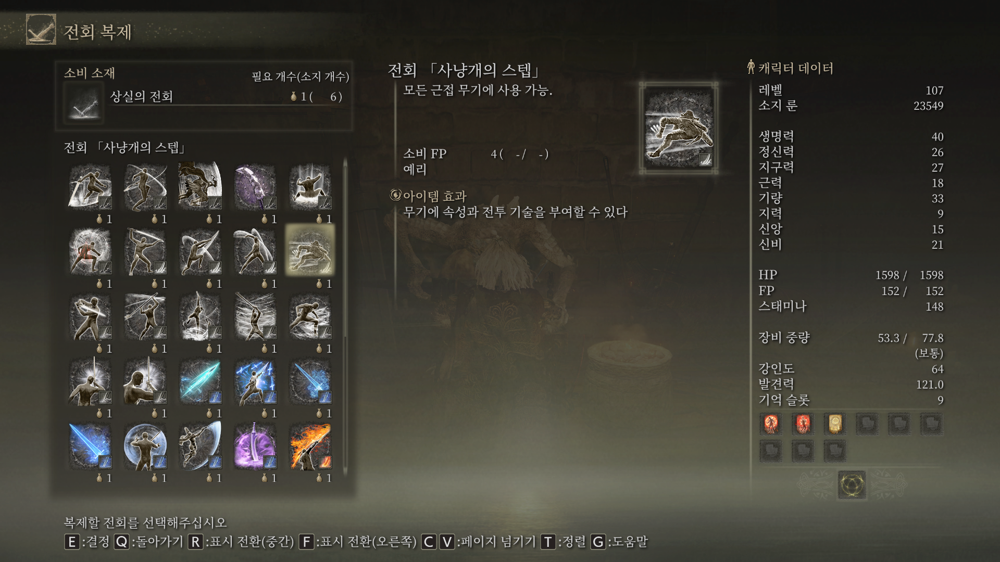 전회 복제
소비 소재
필요 개수(소지 개수)
상실의 전회 1( 6)
전회 「사냥개의 스텝」
1 1 1 1 1
1 1 1 1 1
1 1 1 1 1
1 1 1 1 1
1 1 1 1 1
전회 「사냥개의 스텝」
모든 근접 무기에 사용 가능.
소비 FP 4( -/ -)
예리
아이템 효과
무기에 속성과 전투 기술을 부여할 수 있다
캐릭터 데이터
레벨 107
소지 룬 23549
생명력 40
정신력 26
지구력 27
근력 18
기량 33
지력 9
신앙 15
신비 21
HP 1598 / 1598
FP 152 / 152
스태미나 148
장비 중량 53.3 / 77.8
(보통)
강인도 64
발견력 121.0
기억 슬롯 9
복제할 전회를 선택해주십시오
E:결정 Q:돌아가기 R:표시 전환(중간) F:표시 전환(오른쪽) C V:페이지 넘기기 T:정렬 G:도움말